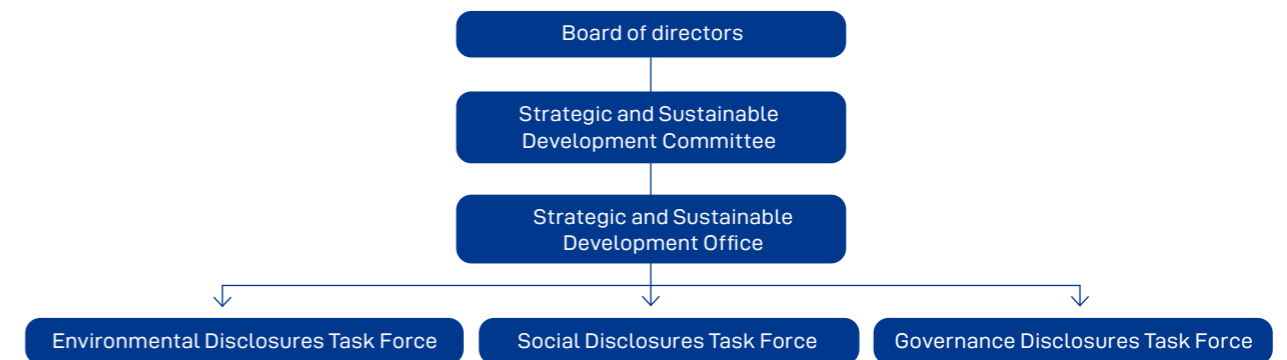 Board of directors
Strategic and Sustainable
Development Committee
Strategic and Sustainable
Development Office
Environmental Disclosures Task Force
Social Disclosures Task Force
Governance Disclosures Task Force